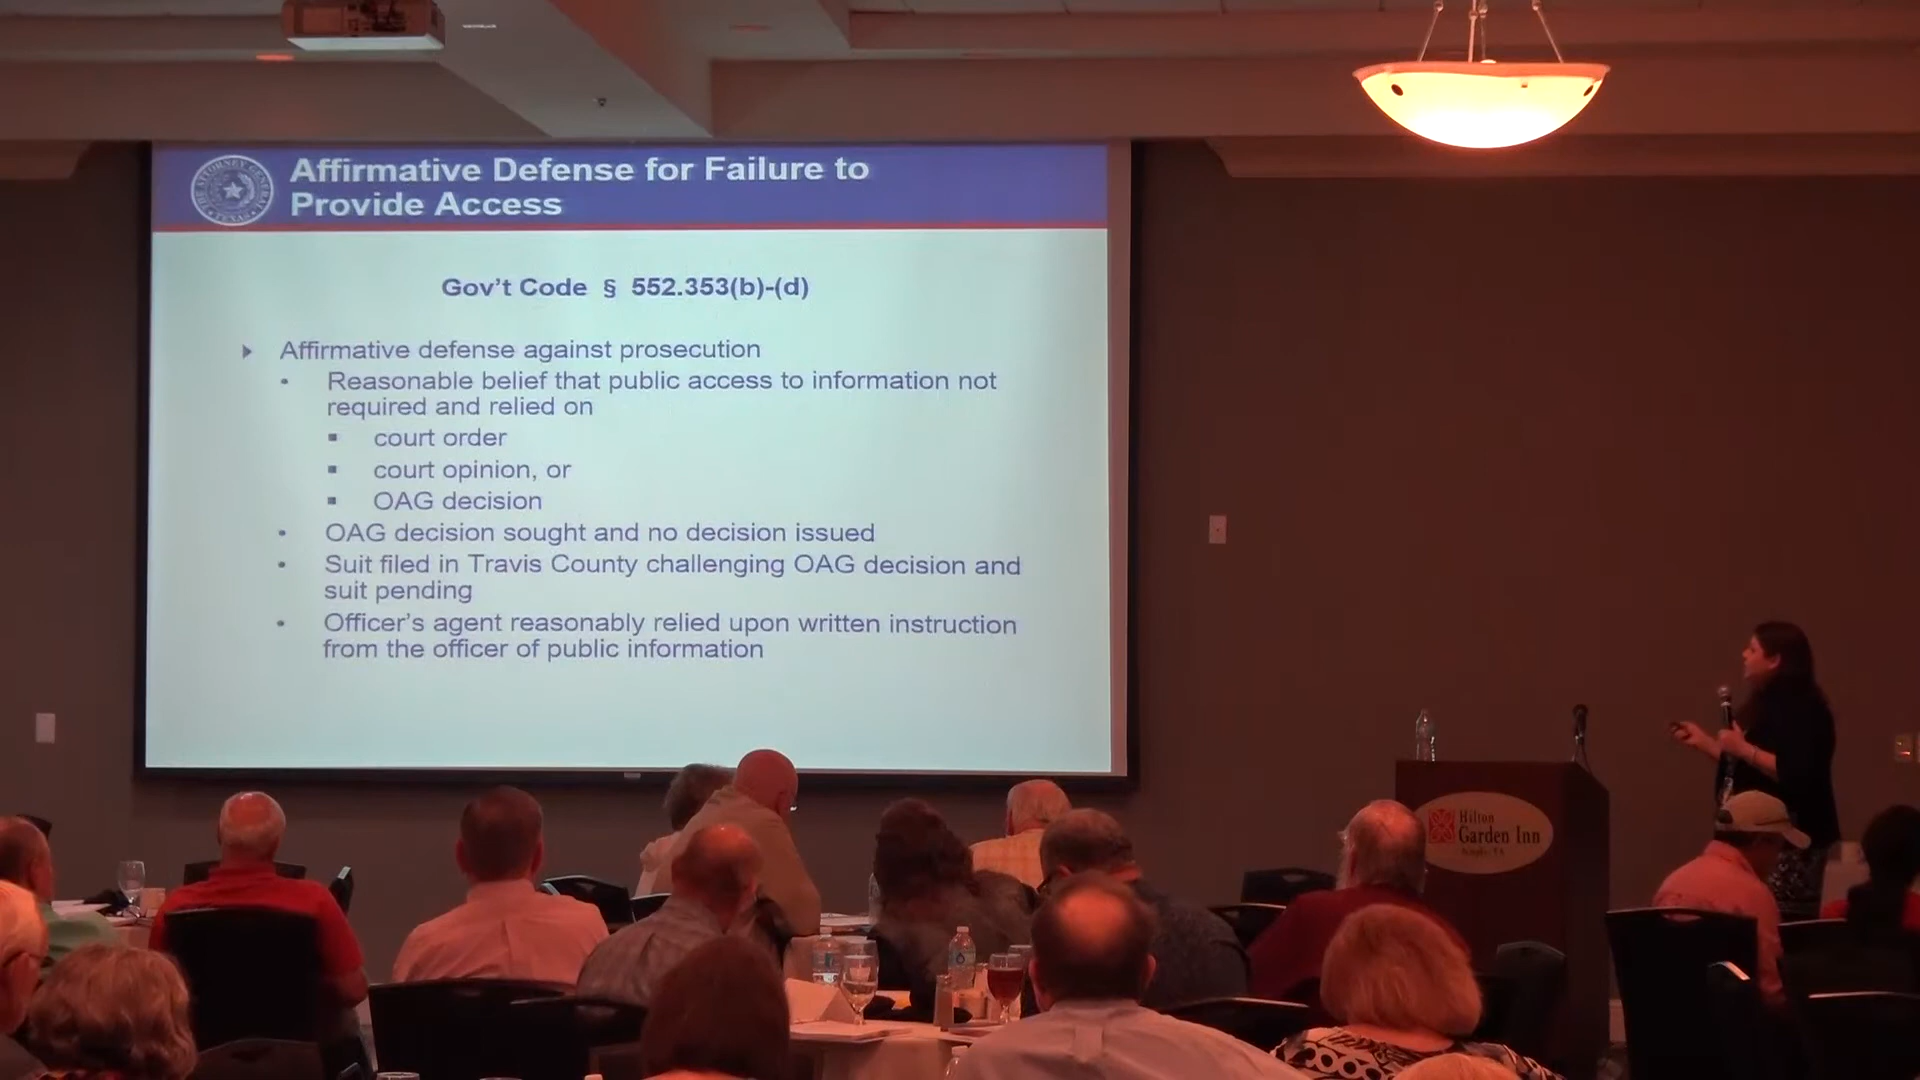 Affirmative Defense for Failure to
Provide Access
Gov't Code § 552.353(b)-(d)
Affirmative defense against prosecution
Reasonable belief that public access to information not
required and relied on
court order
court opinion, or
OAG decision
OAG decision sought and no decision issued
Suit filed in Travis County challenging OAG decision and
suit pending
Officer's agent reasonably relied upon written instruction
from the officer of public information
Hilton
Garden Inn